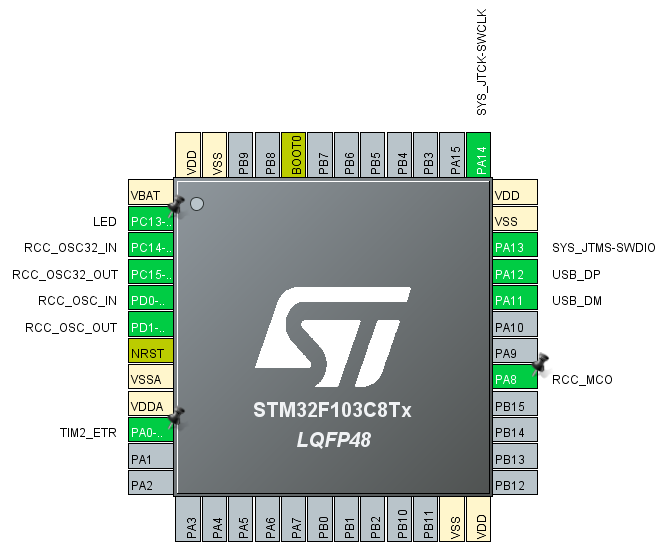 SYS_JTCK-SWCLK
VDD
VSS
PB9
PB8
BOOT0
PB7
PB6
PB5
PB4
PB3
PA15
PA14
VBAT
LED PC13-..
RCC_OSC32_IN PC14-..
RCC_OSC32_OUT PC15-..
RCC_OSC_IN PD0-..
RCC_OSC_OUT PD1-..
NRST
VSSA
VDDA
TIM2_ETR PA0-..
PA1
PA2
VDD
VSS
PA13 SYS_JTMS-SWDIO
PA12 USB_DP
PA11 USB_DM
PA10
PA9
PA8 RCC_MCO
PB15
PB14
PB13
PB12
ST
STM32F103C8Tx
LQFP48
PA3
PA4
PA5
PA6
PA7
PB0
PB1
PB2
PB10
PB11
VSS
VDD